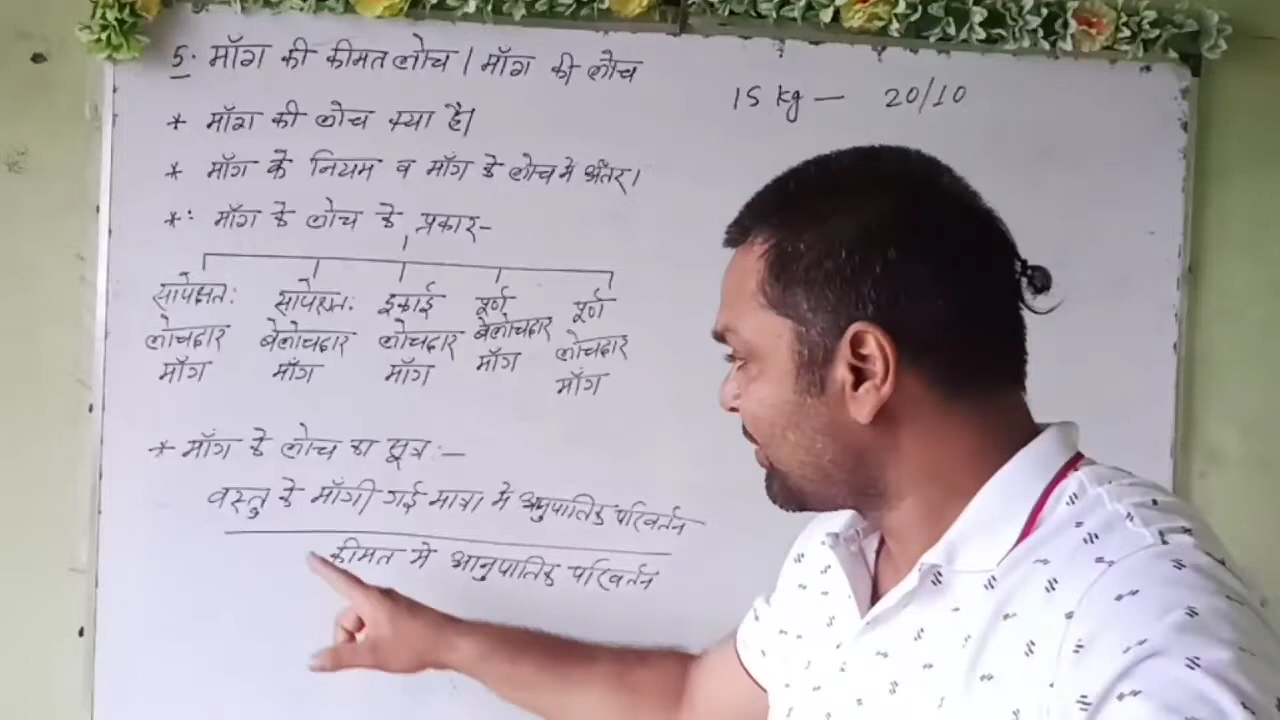 5. माँग की कीमत लोच / माँग की लोच
15 kg — 20/10
* माँग की लोच क्या है।
* माँग के नियम व माँग के लोच मे अंतर।
*: माँग के लोच के प्रकार-
सापेक्षतः लोचदार माँग
सापेक्षतः बेलोचदार माँग
इकाई लोचदार माँग
पूर्ण बेलोचदार माँग
पूर्ण लोचदार माँग
* माँग के लोच का सूत्र:—
वस्तु के माँगी गई मात्रा मे अनुपातिक परिवर्तन
कीमत मे आनुपातिक परिवर्तन